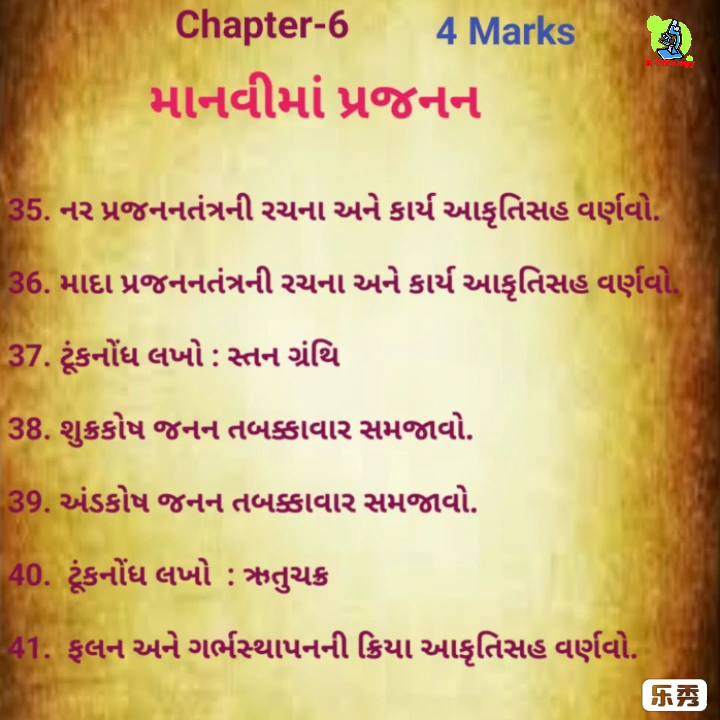 Chapter-6 4 Marks
માનવીમાં પ્રજનન
35. નર પ્રજનનતંત્રની રચના અને કાર્ય આકૃતિસહ વર્ણવો.
36. માદા પ્રજનનતંત્રની રચના અને કાર્ય આકૃતિસહ વર્ણવો.
37. ટૂંકનોંધ લખો : સ્તન ગ્રંથિ
38. શુક્રકોષ જનન તબક્કાવાર સમજાવો.
39. અંડકોષ જનન તબક્કાવાર સમજાવો.
40. ટૂંકનોંધ લખો : ઋતુચક્ર
41. ફલન અને ગર્ભસ્થાપનની ક્રિયા આકૃતિસહ વર્ણવો.
乐秀